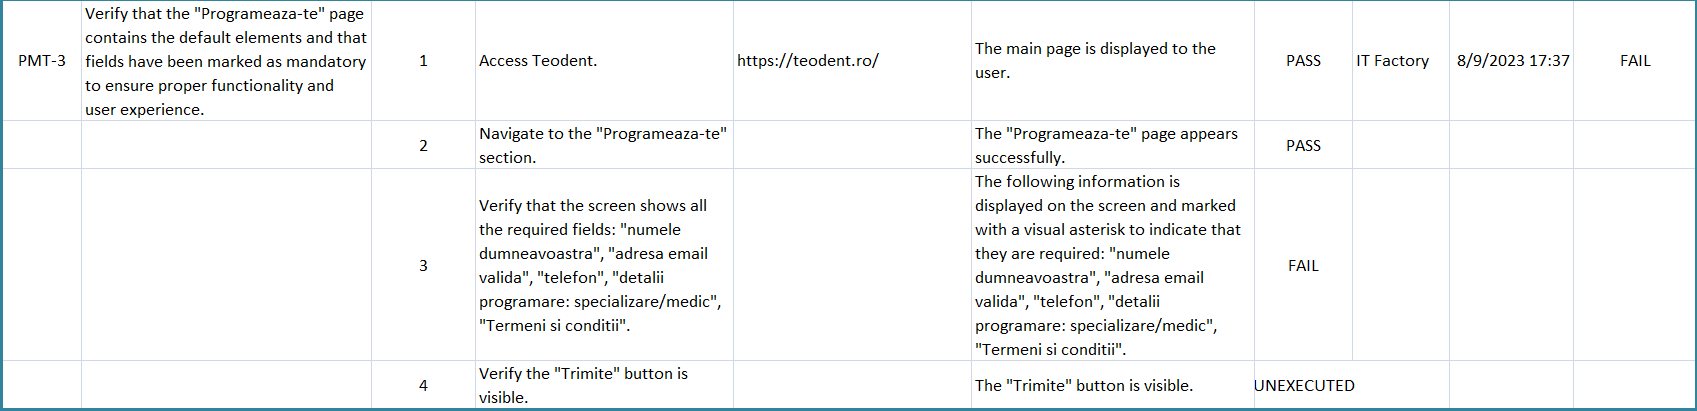 PMT-3
Verify that the "Programeaza-te" page
contains the default elements and that
fields have been marked as mandatory
to ensure proper functionality and
user experience.
1
Access Teodent.
https://teodent.ro/
The main page is displayed to the
user.
PASS
IT Factory
8/9/2023 17:37
FAIL
2
Navigate to the "Programeaza-te"
section.
The "Programeaza-te" page appears
successfully.
PASS
3
Verify that the screen shows all
the required fields: "numele
dumneavoastra", "adresa email
valida", "telefon", "detalii
programare: specializare/medic",
"Termeni si conditii".
The following information is
displayed on the screen and marked
with a visual asterisk to indicate that
they are required: "numele
dumneavoastra", "adresa email
valida", "telefon", "detalii
programare: specializare/medic",
"Termeni si conditii".
FAIL
4
Verify the "Trimite" button is
visible.
The "Trimite" button is visible.
UNEXECUTED